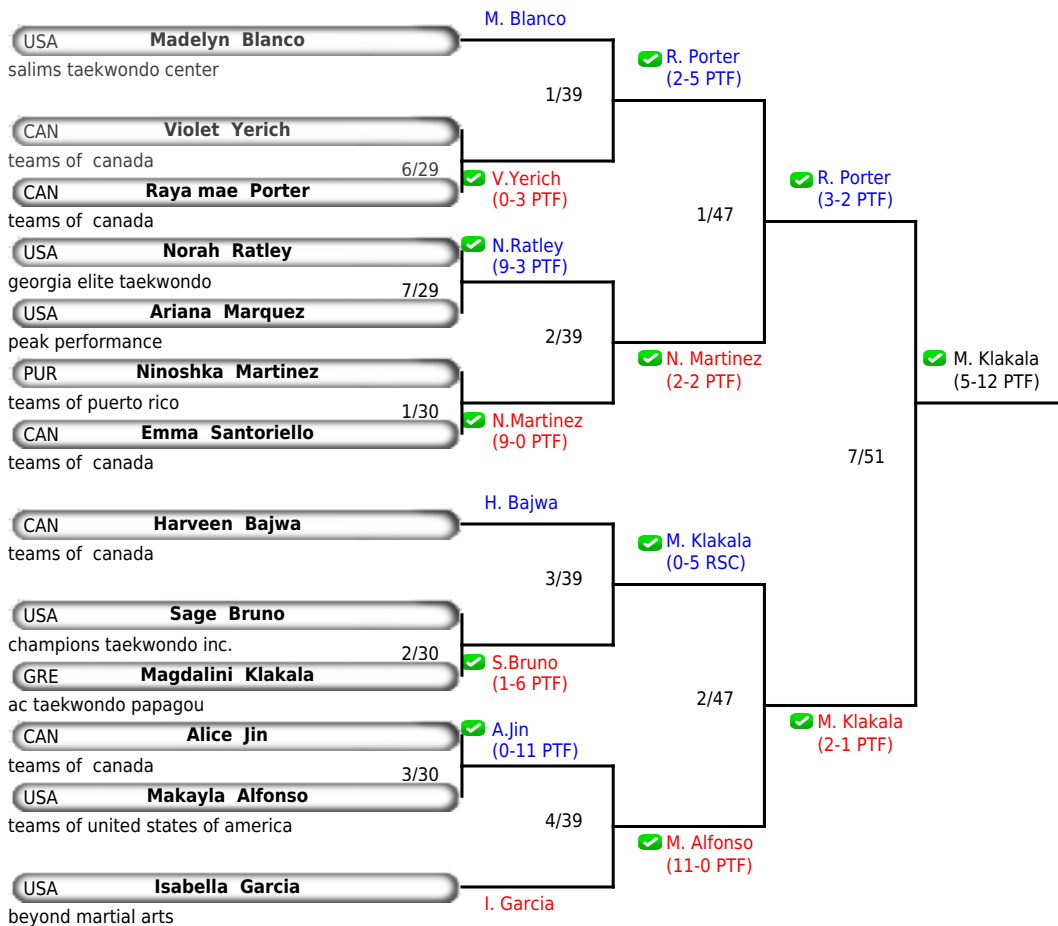 M. Blanco
USA Madelyn Blanco
salims taekwondo center
R. Porter
(2-5 PTF)
1/39
CAN Violet Yerich
teams of canada
6/29
CAN Raya mae Porter
teams of canada
V.Yerich
(0-3 PTF)
R. Porter
(3-2 PTF)
1/47
USA Norah Ratley
georgia elite taekwondo
N.Ratley
(9-3 PTF)
7/29
USA Ariana Marquez
peak performance
2/39
N. Martinez
(2-2 PTF)
M. Klakala
(5-12 PTF)
PUR Ninoshka Martinez
teams of puerto rico
1/30
CAN Emma Santoriello
teams of canada
N.Martinez
(9-0 PTF)
7/51
H. Bajwa
CAN Harveen Bajwa
teams of canada
M. Klakala
(0-5 RSC)
3/39
USA Sage Bruno
champions taekwondo inc.
2/30
GRE Magdalini Klakala
ac taekwondo papagou
S.Bruno
(1-6 PTF)
2/47
M. Klakala
(2-1 PTF)
CAN Alice Jin
teams of canada
A.Jin
(0-11 PTF)
3/30
USA Makayla Alfonso
teams of united states of america
4/39
M. Alfonso
(11-0 PTF)
USA Isabella Garcia
beyond martial arts
I. Garcia